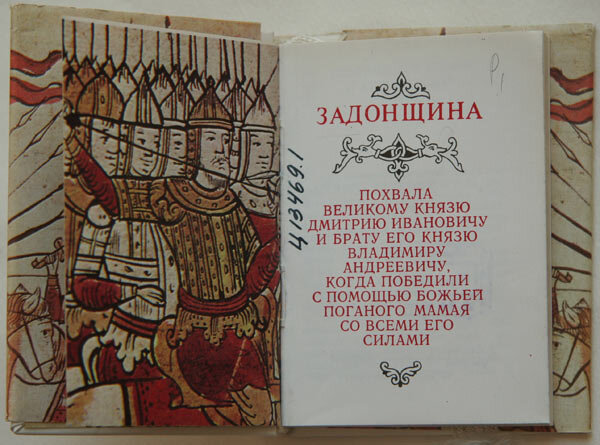 ЗАДОНЩИНА
ПОХВАЛА
ВЕЛИКОМУ КНЯЗЮ
ДМИТРИЮ ИВАНОВИЧУ
И БРАТУ ЕГО КНЯЗЮ
ВЛАДИМИРУ
АНДРЕЕВИЧУ,
КОГДА ПОБЕДИЛИ
С ПОМОЩЬЮ БОЖЬЕЙ
ПОГАНОГО МАМАЯ
СО ВСЕМИ ЕГО
СИЛАМИ
413469.1